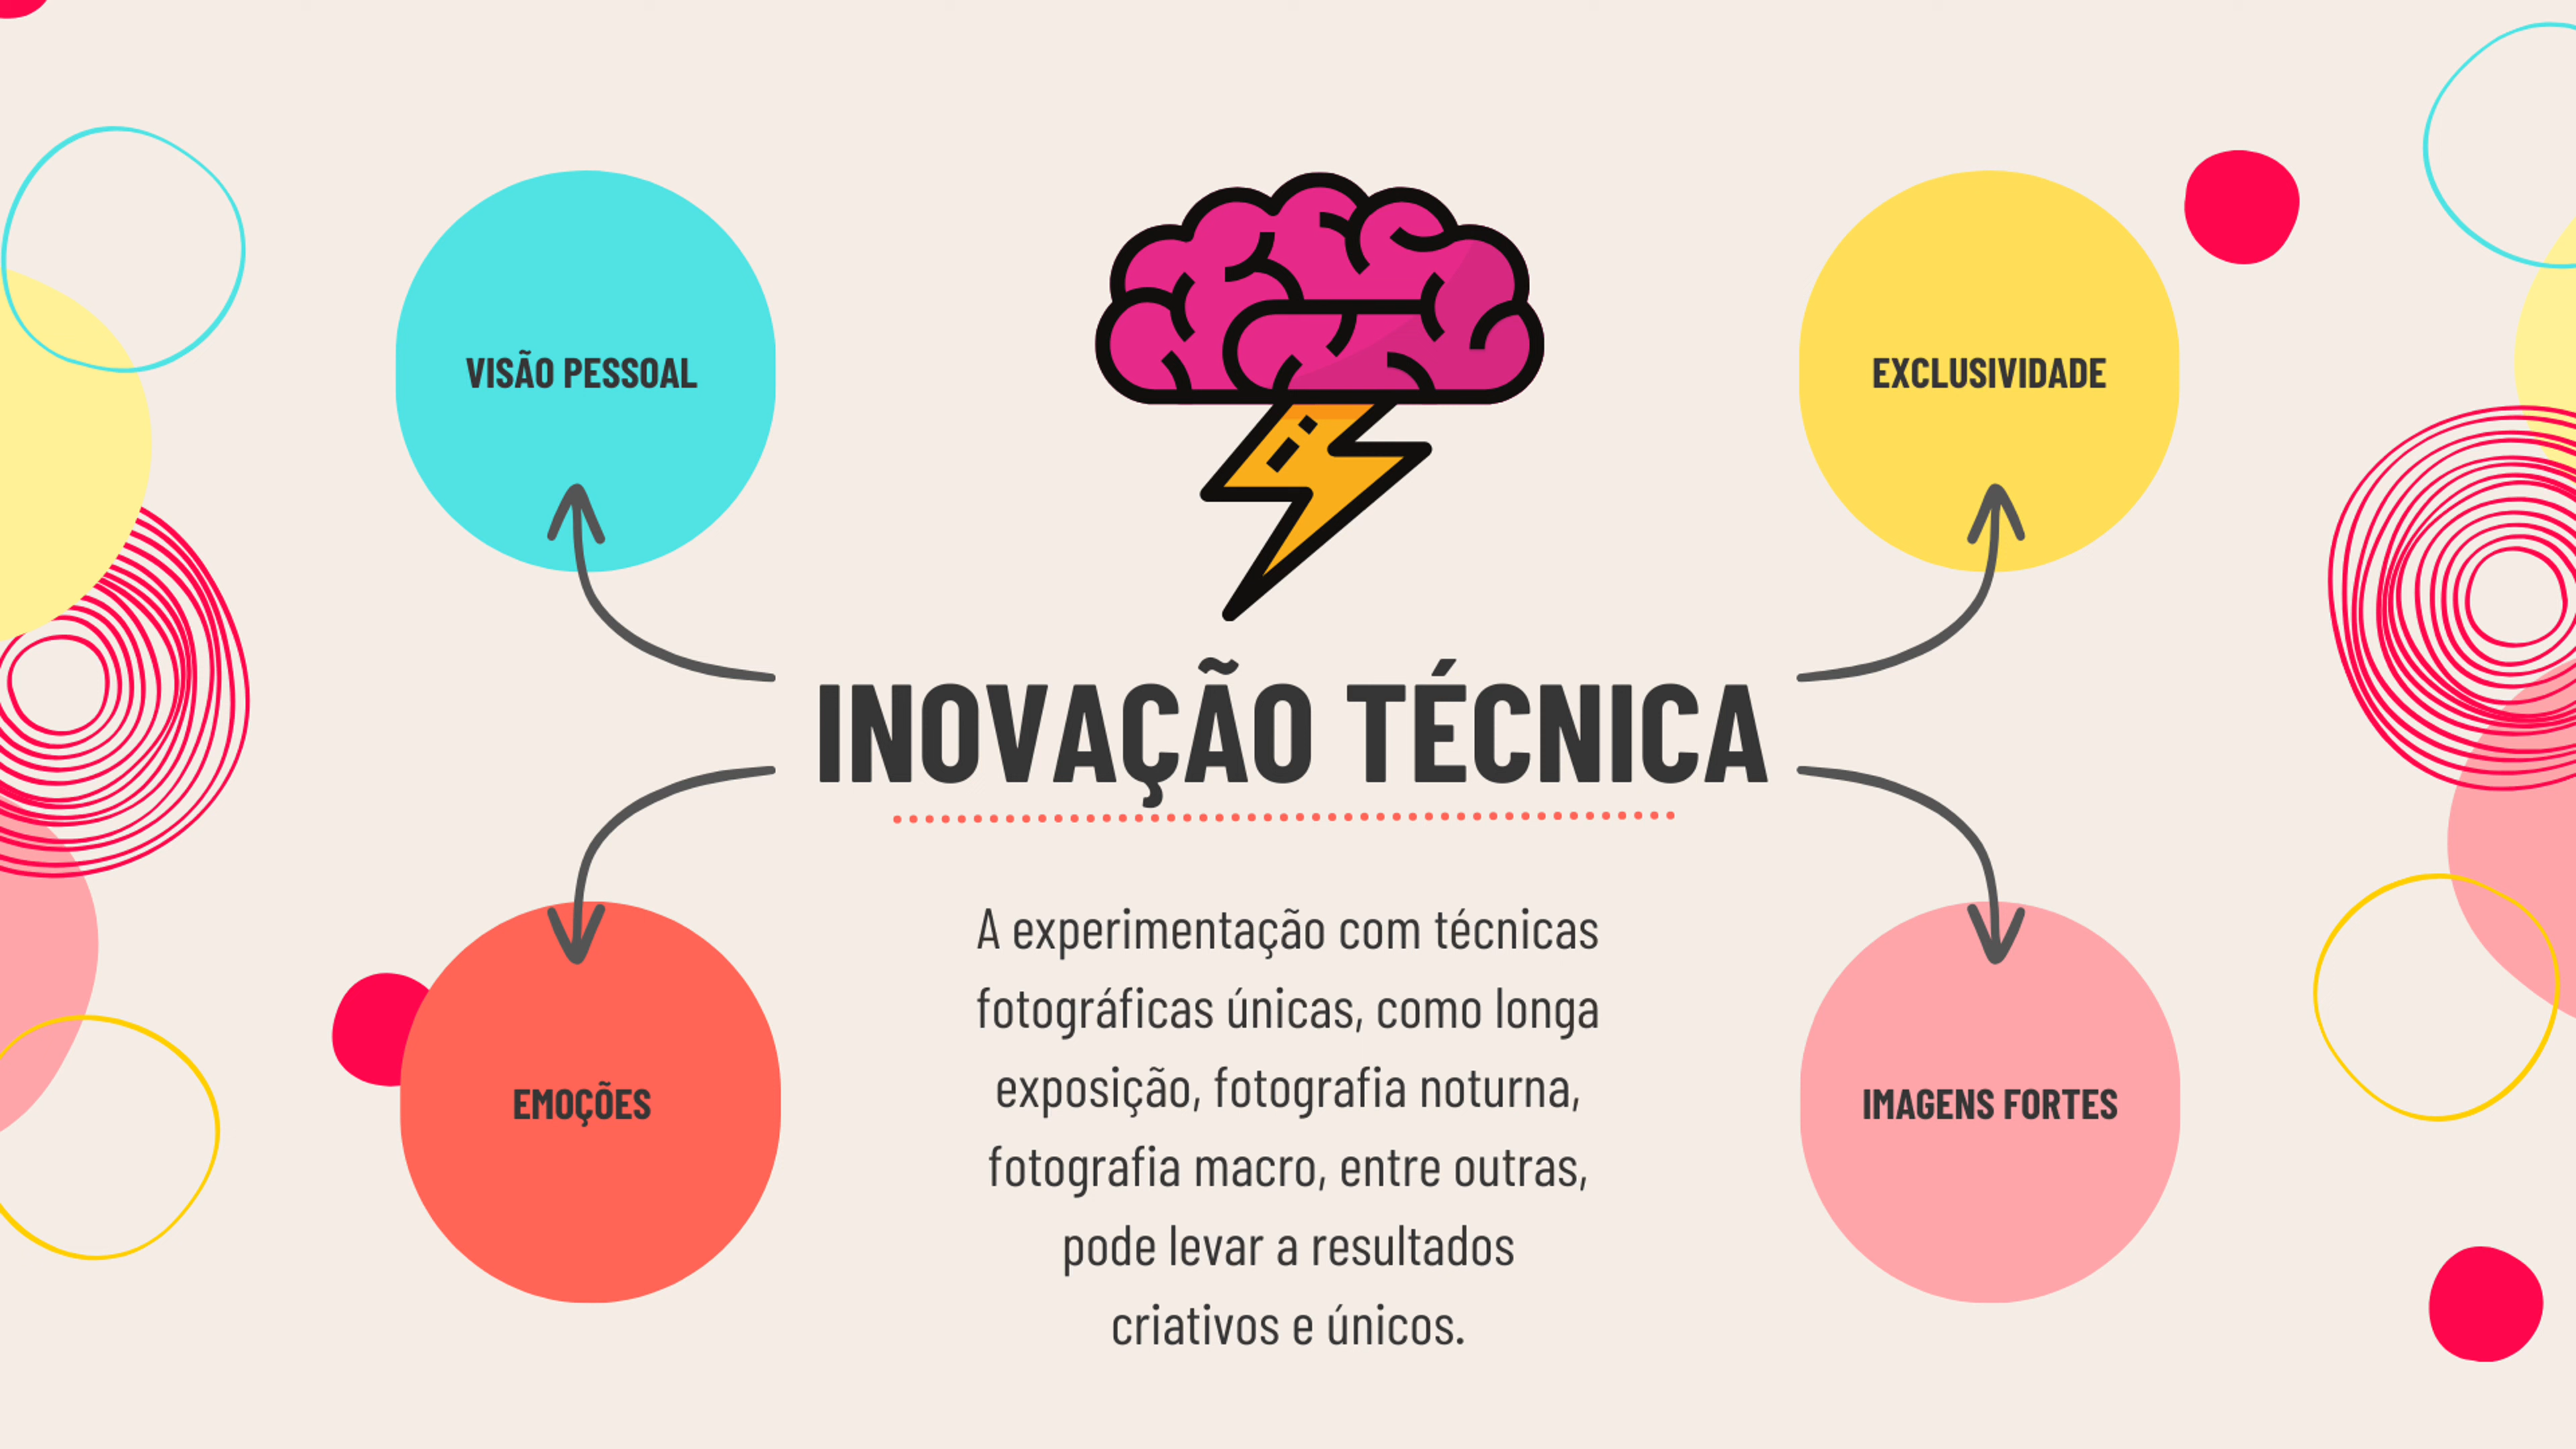 VISÃO PESSOAL
EXCLUSIVIDADE
INOVAÇÃO TÉCNICA
A experimentação com técnicas
fotográficas únicas, como longa
exposição, fotografia noturna,
fotografia macro, entre outras,
pode levar a resultados
criativos e únicos.
EMOÇÕES
IMAGENS FORTES